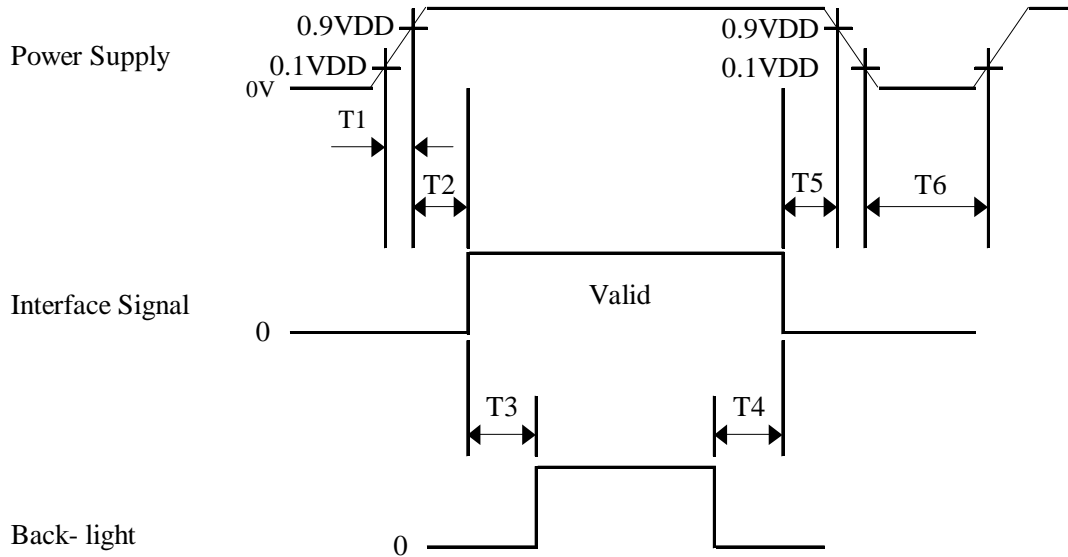 0.9VDD
0.9VDD
Power Supply
0.1VDD
0.1VDD
0V
T1
T2
T5
T6
Interface Signal
Valid
0
T3
T4
Back- light
0